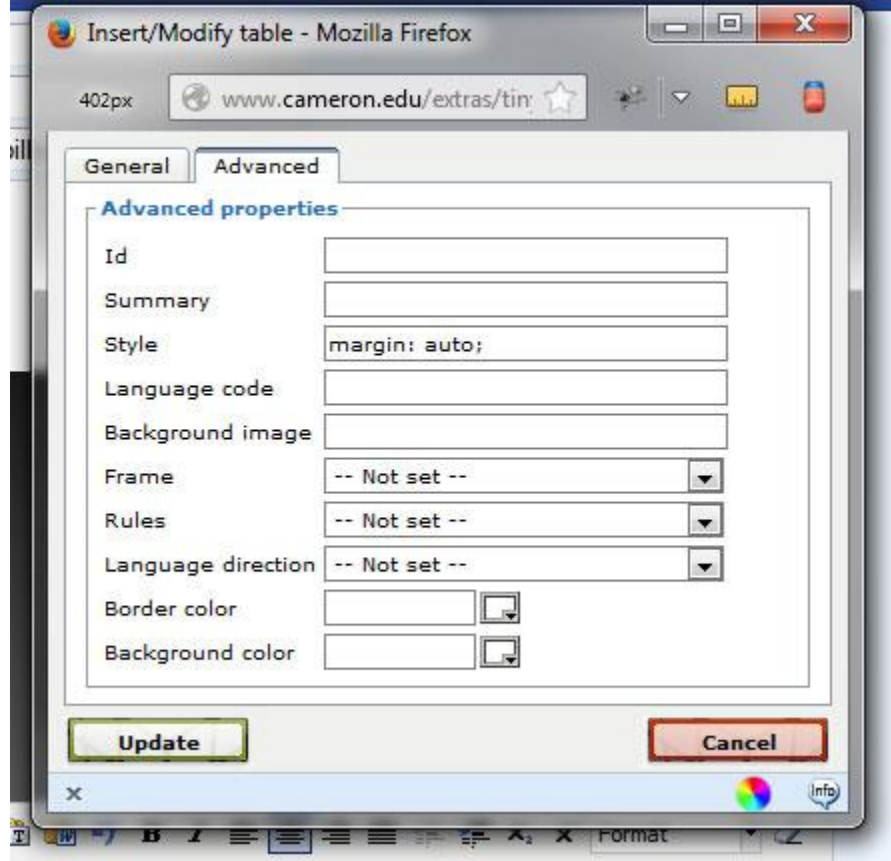 Insert/Modify table - Mozilla Firefox
402px www.cameron.edu/extras/tin
General Advanced
Advanced properties
Id
Summary
Style margin: auto;
Language code
Background image
Frame -- Not set --
Rules -- Not set --
Language direction -- Not set --
Border color
Background color
Update Cancel
Info
B I Format